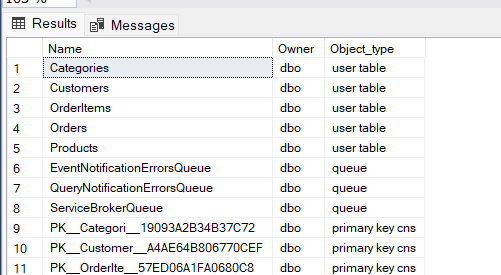 Results Messages
Name Owner Object_type
1 Categories dbo user table
2 Customers dbo user table
3 OrderItems dbo user table
4 Orders dbo user table
5 Products dbo user table
6 EventNotificationErrorsQueue dbo queue
7 QueryNotificationErrorsQueue dbo queue
8 ServiceBrokerQueue dbo queue
9 PK__Categori__19093A2B34B37C72 dbo primary key cns
10 PK__Customer__A4AE64B806770CEF dbo primary key cns
11 PK__OrderIte__57ED06A1FA0680C8 dbo primary key cns